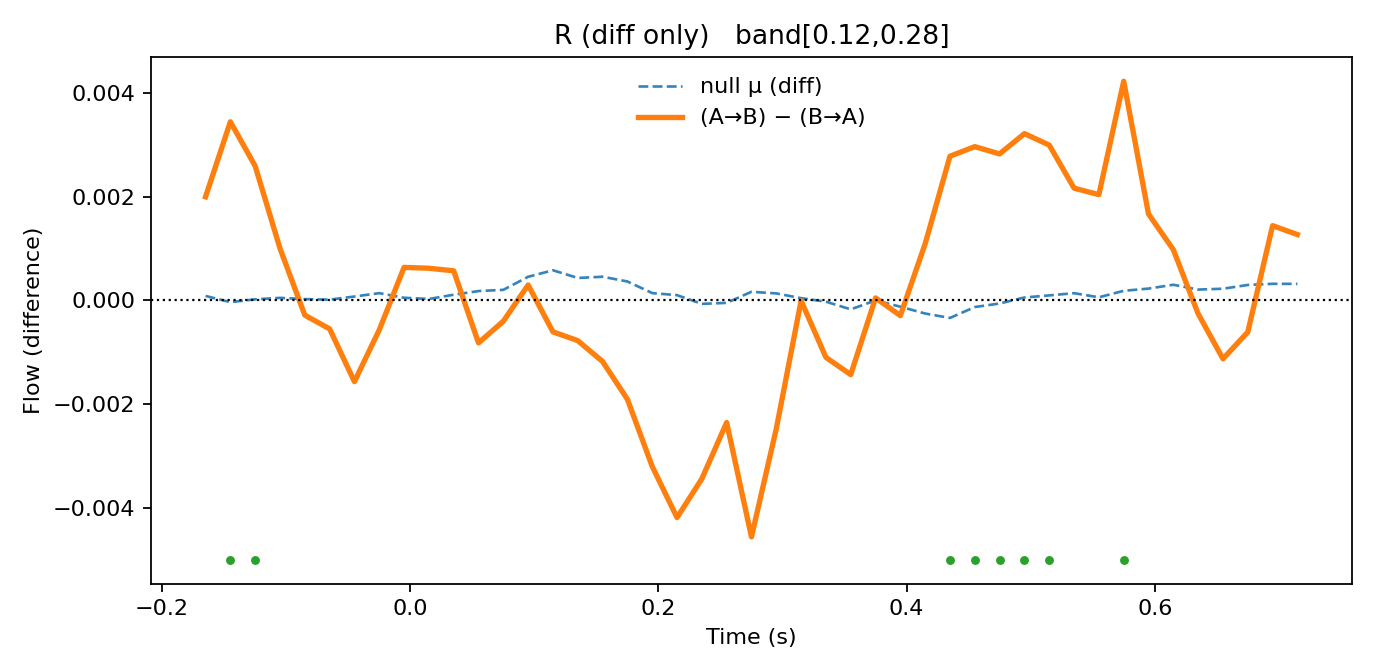 R (diff only)   band[0.12,0.28]
null μ (diff)
(A→B) − (B→A)
Flow (difference)
0.004
0.002
0.000
−0.002
−0.004
−0.2
0.0
0.2
0.4
0.6
Time (s)